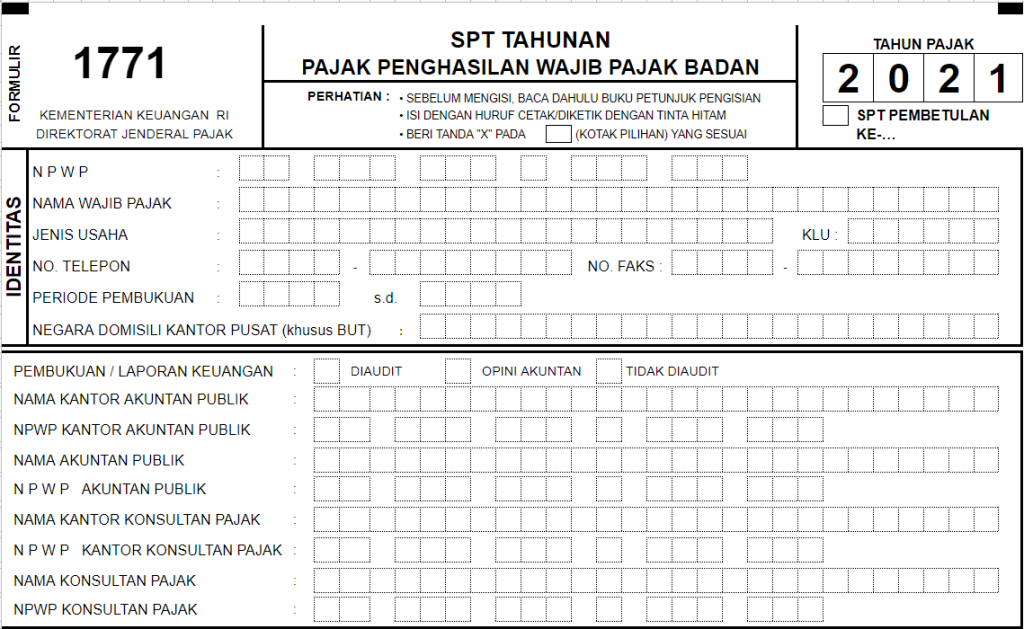 FORMULIR
1771
KEMENTERIAN KEUANGAN RI
DIREKTORAT JENDERAL PAJAK
SPT TAHUNAN
PAJAK PENGHASILAN WAJIB PAJAK BADAN
PERHATIAN : • SEBELUM MENGISI, BACA DAHULU BUKU PETUNJUK PENGISIAN
• ISI DENGAN HURUF CETAK/DIKETIK DENGAN TINTA HITAM
• BERI TANDA "X" PADA (KOTAK PILIHAN) YANG SESUAI
TAHUN PAJAK
2 0 2 1
SPT PEMBETULAN
KE-...
IDENTITAS
N P W P :
NAMA WAJIB PAJAK :
JENIS USAHA : KLU :
NO. TELEPON : - NO. FAKS : -
PERIODE PEMBUKUAN : s.d.
NEGARA DOMISILI KANTOR PUSAT (khusus BUT) :
PEMBUKUAN / LAPORAN KEUANGAN : DIAUDIT OPINI AKUNTAN TIDAK DIAUDIT
NAMA KANTOR AKUNTAN PUBLIK :
NPWP KANTOR AKUNTAN PUBLIK :
NAMA AKUNTAN PUBLIK :
N P W P AKUNTAN PUBLIK :
NAMA KANTOR KONSULTAN PAJAK :
N P W P KANTOR KONSULTAN PAJAK :
NAMA KONSULTAN PAJAK :
NPWP KONSULTAN PAJAK :